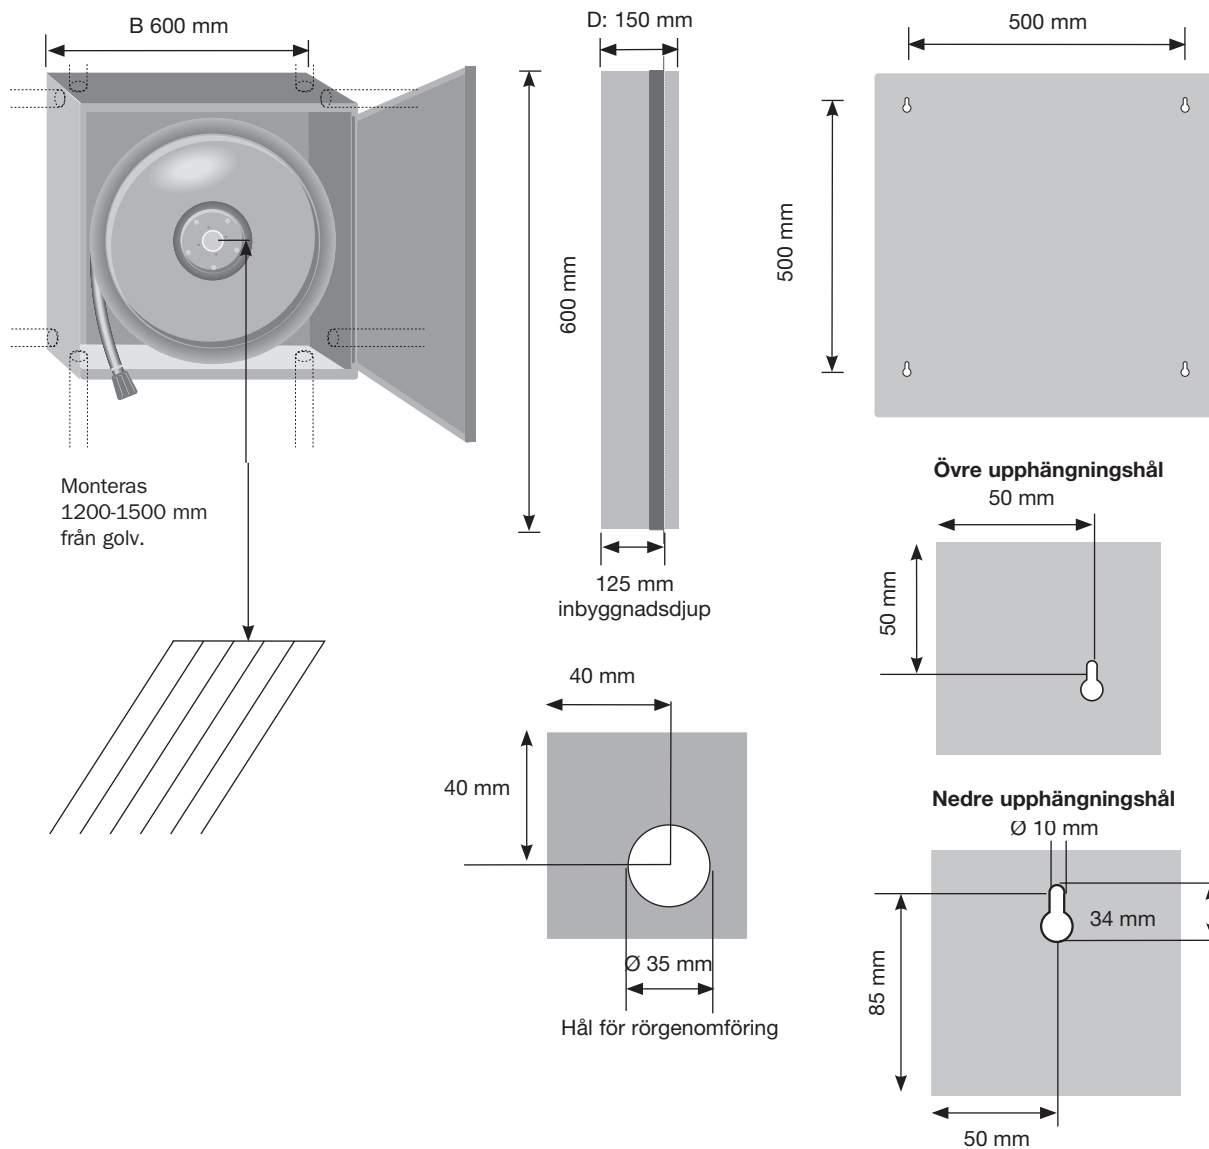 B 600 mm
D: 150 mm
500 mm
500 mm
600 mm
Monteras
1200-1500 mm
från golv.
125 mm
inbyggnadsdjup
Övre upphängningshål
50 mm
50 mm
40 mm
40 mm
Ø 35 mm
Hål för rörgenomföring
Nedre upphängningshål
Ø 10 mm
34 mm
85 mm
50 mm